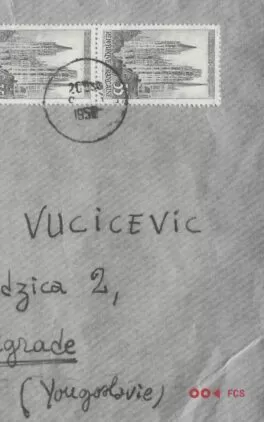 VUCICEVIC
dzica 2,
grade
(Yougoslavie)
FCS